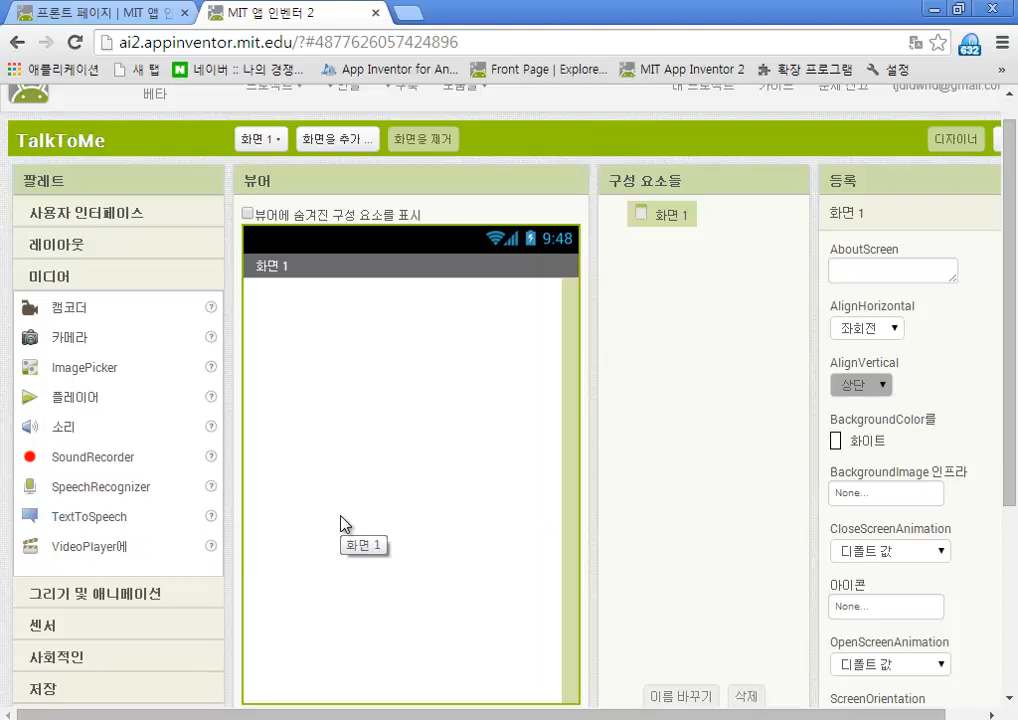 프론트 페이지 | MIT 앱 인
MIT 앱 인벤터 2
ai2.appinventor.mit.edu/?#4877626057424896
632
애플리케이션
새 탭
네이버 :: 나의 경쟁...
App Inventor for An...
Front Page | Explore...
MIT App Inventor 2
확장 프로그램
설정
»
베타
TalkToMe
화면 1
화면을 추가 ...
화면을 제거
디자이너
팔레트
뷰어
구성 요소들
등록
사용자 인터페이스
레이아웃
미디어
캠코더
카메라
ImagePicker
플레이어
소리
SoundRecorder
SpeechRecognizer
TextToSpeech
VideoPlayer에
그리기 및 애니메이션
센서
사회적인
저장
뷰어에 숨겨진 구성 요소를 표시
9:48
화면 1
화면 1
화면 1
이름 바꾸기
삭제
화면 1
AboutScreen
AlignHorizontal
좌회전
AlignVertical
상단
BackgroundColor를
화이트
BackgroundImage 인프라
None...
CloseScreenAnimation
디폴트 값
아이콘
None...
OpenScreenAnimation
디폴트 값
ScreenOrientation